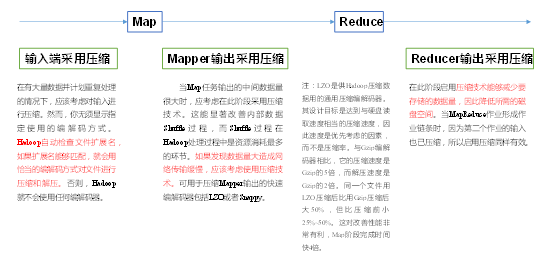 Map
Reduce
输入端采用压缩
Mapper输出采用压缩
Reducer输出采用压缩
在有大量数据并计划重复处理
的情况下，应该考虑对输入进
行压缩。然而，你无须显示指
定使用的编解码方式。
Hadoop自动检查文件扩展名，
如果扩展名能够匹配，就会用
恰当的编解码方式对文件进行
压缩和解压。否则，Hadoop
就不会使用任何编解码器。
当Map任务输出的中间数据量
很大时，应考虑在此阶段采用压缩
技术。这能显著改善内部数据
Shuffle过程，而Shuffle过程在
Hadoop处理过程中是资源消耗最多
的环节。如果发现数据量大造成网
络传输缓慢，应该考虑使用压缩技
术。可用于压缩Mapper输出的快速
编解码器包括LZO或者Snappy。
注：LZO是供Hadoop压缩数
据用的通用压缩编解码器。
其设计目标是达到与硬盘读
取速度相当的压缩速度，因
此速度是优先考虑的因素，
而不是压缩率。与Gzip编解
码器相比，它的压缩速度是
Gzip的5倍，而解压速度是
Gzip的2倍。同一个文件用
LZO压缩后比用Gzip压缩后
大50%，但比压缩前小
25%~50%。这对改善性能非
常有利，Map阶段完成时间
快4倍。
在此阶段启用压缩技术能够减少要
存储的数据量，因此降低所需的磁
盘空间。当MapReduce作业形成作
业链条时，因为第二个作业的输入
也已压缩，所以启用压缩同样有效。